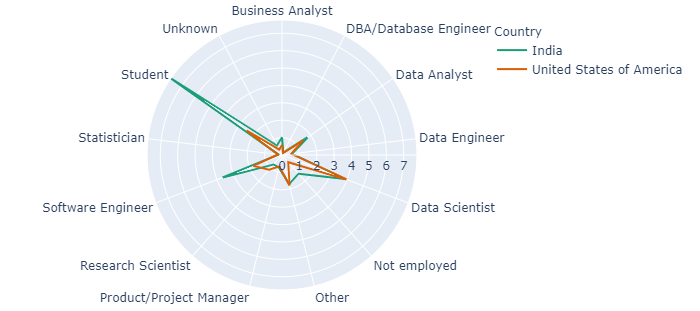 Business Analyst
Unknown
DBA/Database Engineer
Country
India
United States of America
Student
Data Analyst
Statistician
Data Engineer
0 1 2 3 4 5 6 7
Software Engineer
Data Scientist
Research Scientist
Not employed
Product/Project Manager
Other